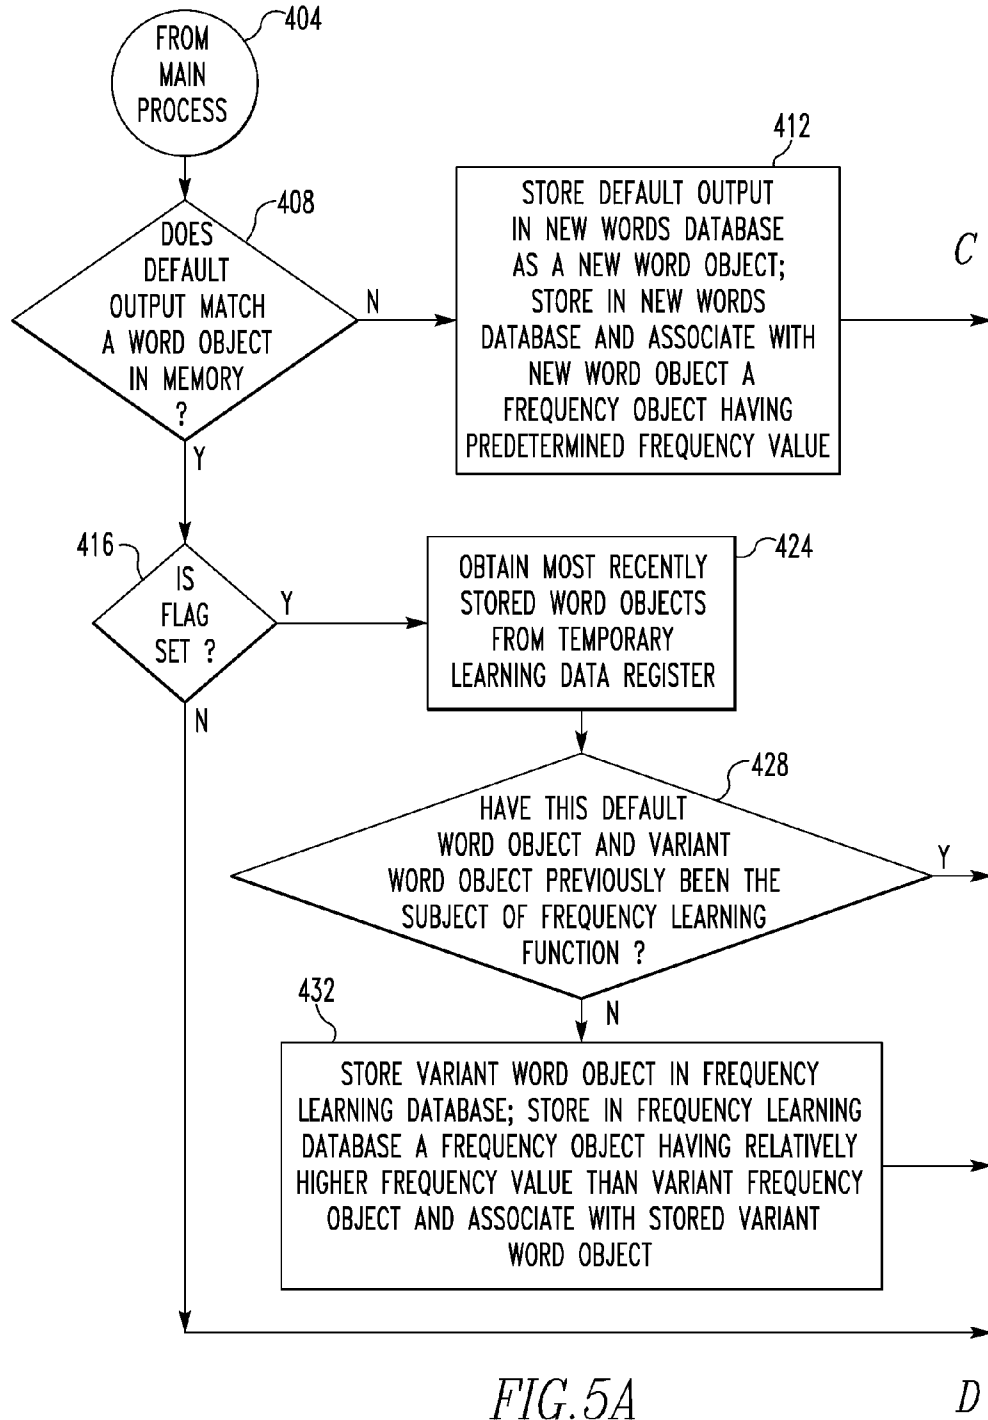 404
FROM
MAIN
PROCESS
408
DOES
DEFAULT
OUTPUT MATCH
A WORD OBJECT
IN MEMORY
?
N
Y
412
STORE DEFAULT OUTPUT
IN NEW WORDS DATABASE
AS A NEW WORD OBJECT;
STORE IN NEW WORDS
DATABASE AND ASSOCIATE WITH
NEW WORD OBJECT A
FREQUENCY OBJECT HAVING
PREDETERMINED FREQUENCY VALUE
C
416
IS
FLAG
SET ?
Y
N
424
OBTAIN MOST RECENTLY
STORED WORD OBJECTS
FROM TEMPORARY
LEARNING DATA REGISTER
428
HAVE THIS DEFAULT
WORD OBJECT AND VARIANT
WORD OBJECT PREVIOUSLY BEEN THE
SUBJECT OF FREQUENCY LEARNING
FUNCTION ?
Y
N
432
STORE VARIANT WORD OBJECT IN FREQUENCY
LEARNING DATABASE; STORE IN FREQUENCY LEARNING
DATABASE A FREQUENCY OBJECT HAVING RELATIVELY
HIGHER FREQUENCY VALUE THAN VARIANT FREQUENCY
OBJECT AND ASSOCIATE WITH STORED VARIANT
WORD OBJECT
FIG.5A
D